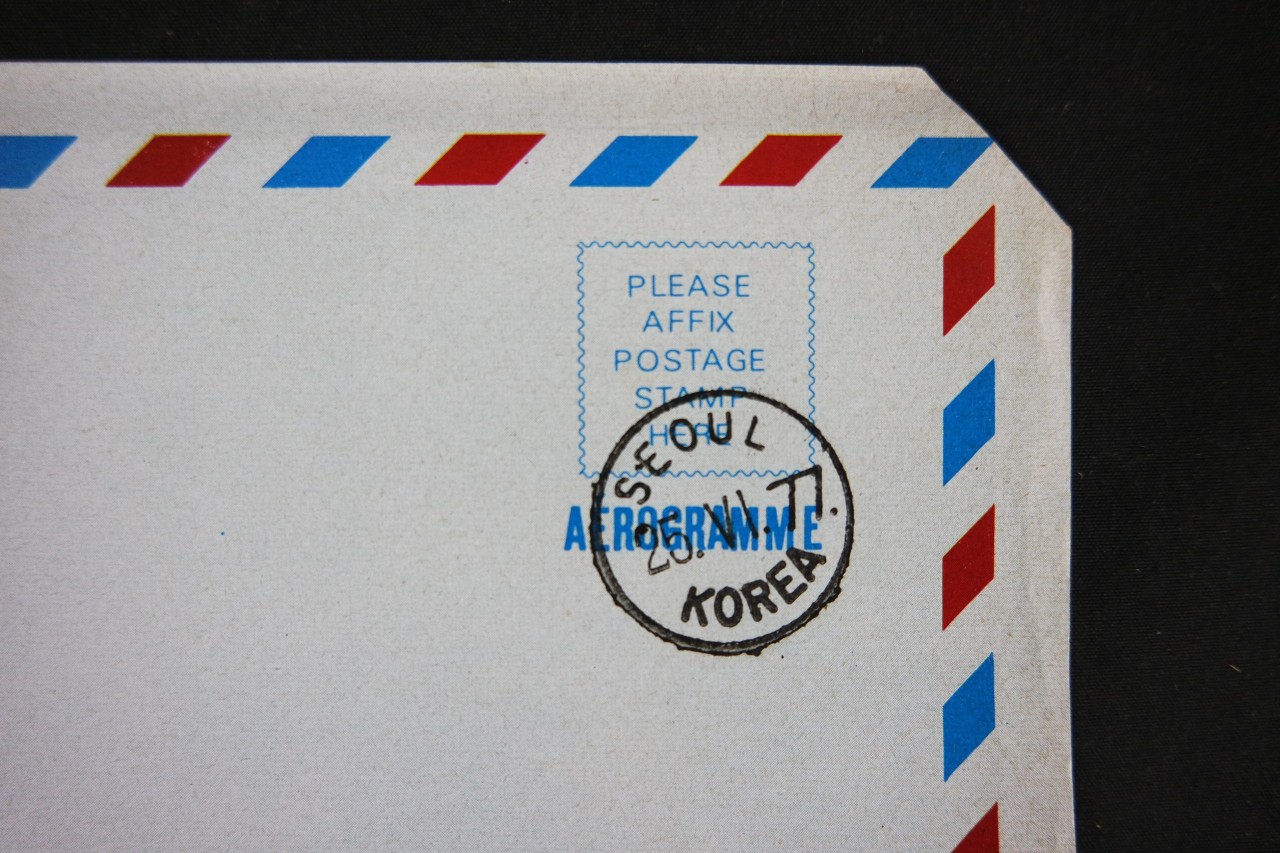 PLEASE
AFFIX
POSTAGE
STAMP
HERE
AEROGRAMME
SEOUL
25.VI.77.
KOREA